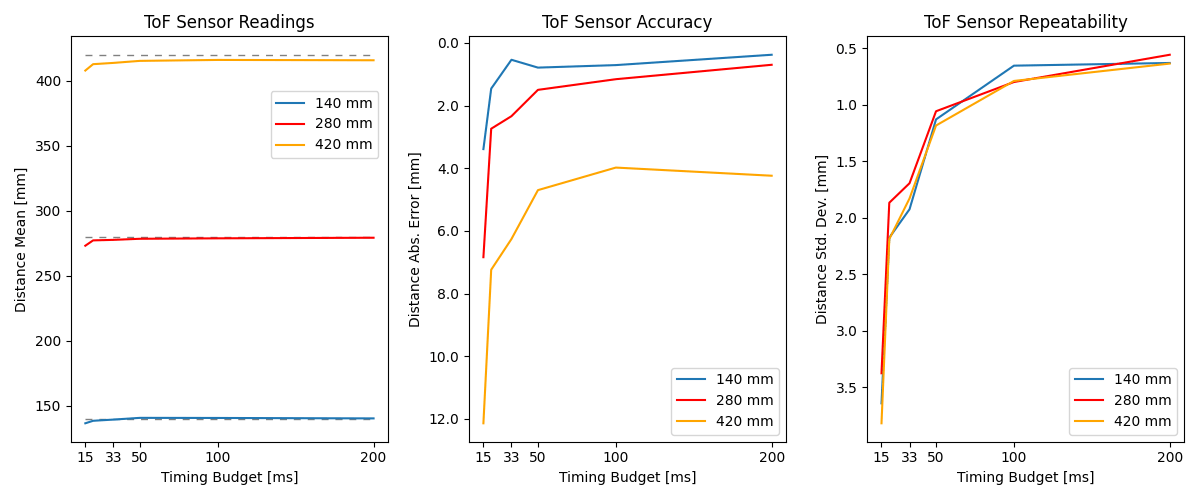 ToF Sensor Readings
Distance Mean [mm]
400
350
300
250
200
150
140 mm
280 mm
420 mm
15 33 50 100 200
Timing Budget [ms]
ToF Sensor Accuracy
Distance Abs. Error [mm]
0.0
2.0
4.0
6.0
8.0
10.0
12.0
140 mm
280 mm
420 mm
15 33 50 100 200
Timing Budget [ms]
ToF Sensor Repeatability
Distance Std. Dev. [mm]
0.5
1.0
1.5
2.0
2.5
3.0
3.5
140 mm
280 mm
420 mm
15 33 50 100 200
Timing Budget [ms]